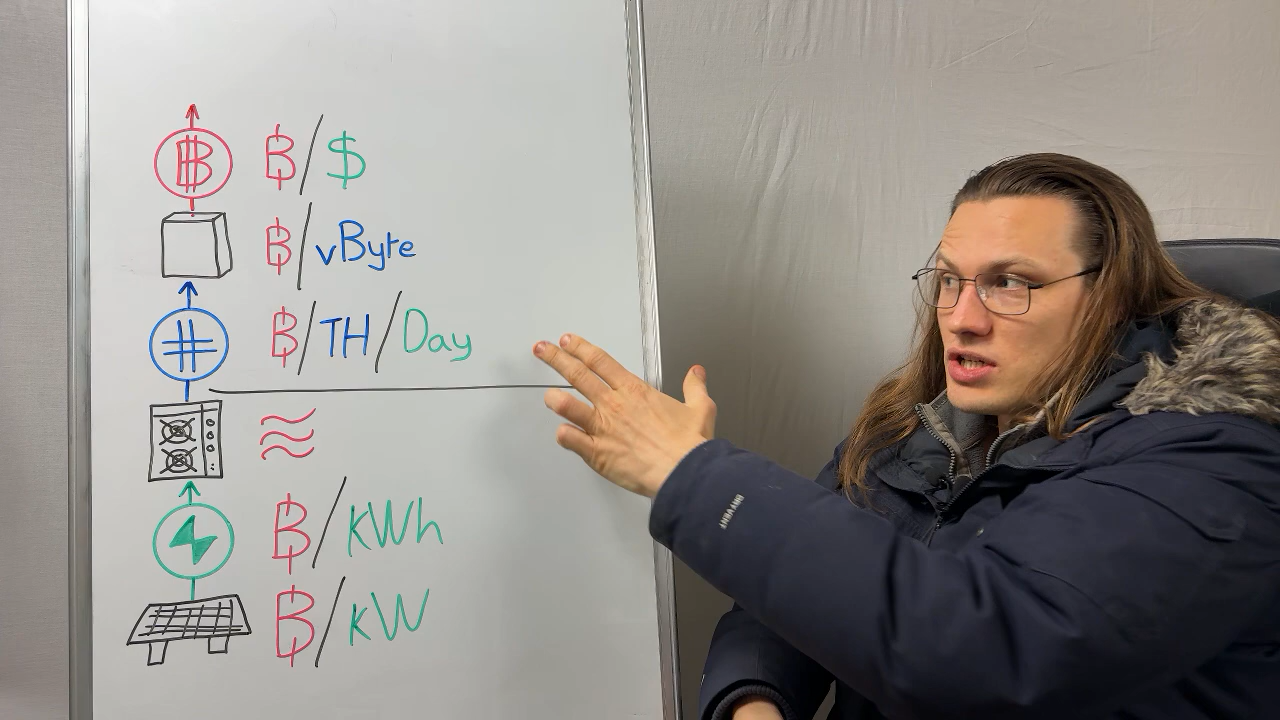 ₿ ₿/$
₿/vByte
# ₿/TH/Day
≈
₿/kWh
₿/kW